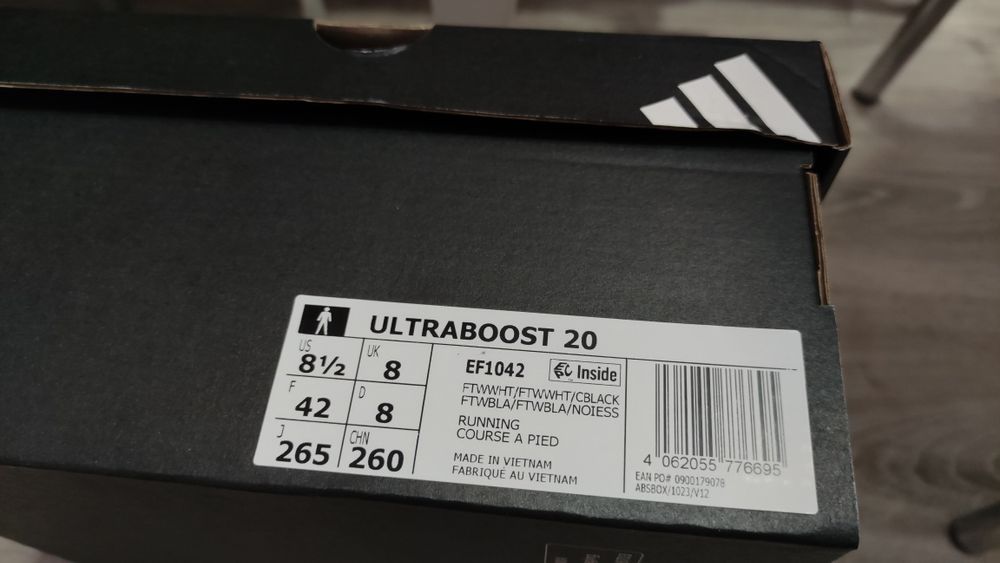 ULTRABOOST 20
US 8½ UK 8
F 42 D 8
J 265 CHN 260
EF1042 Inside
FTWWHT/FTWWHT/CBLACK
FTWBLA/FTWBLA/NOIESS
RUNNING
COURSE A PIED
MADE IN VIETNAM
FABRIQUÉ AU VIETNAM
4 062055 776695
EAN PO# 0900179078
ABSBOX/1023/V12